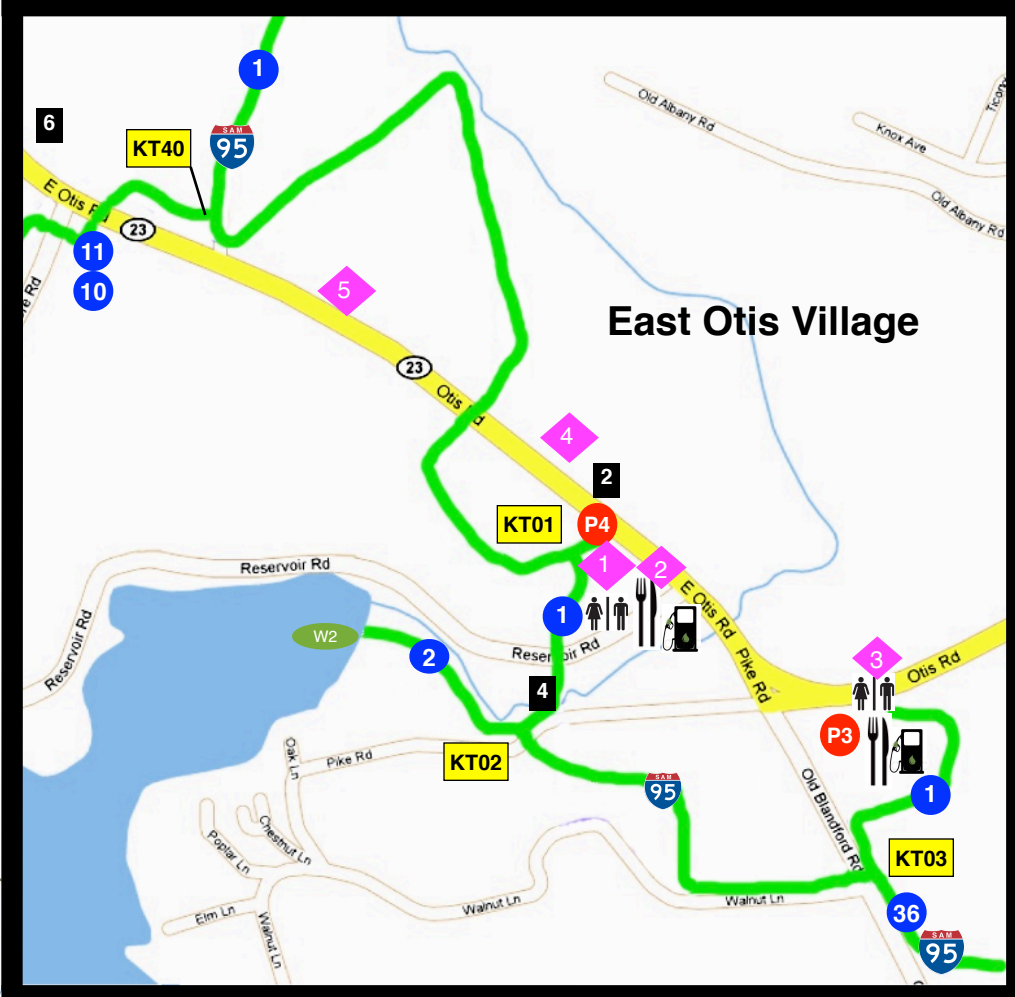 1
Old Albany Rd
Knox Ave
6
KT40
SAM
95
E Otis Rd
23
Old Albany Rd
11
10
5
East Otis Village
23
Otis Rd
4
2
KT01
P4
1
2
Reservoir Rd
E Otis Rd
1
W2
2
Reservoir Rd
Reservoir Rd
Pike Rd
3
Otis Rd
4
P3
KT02
Oak Ln
Pike Rd
95
1
Old Blandford Rd
Chestnut Ln
Poplar Ln
KT03
Walnut Ln
Walnut Ln
Elm Ln
Walnut Ln
36
SAM
95